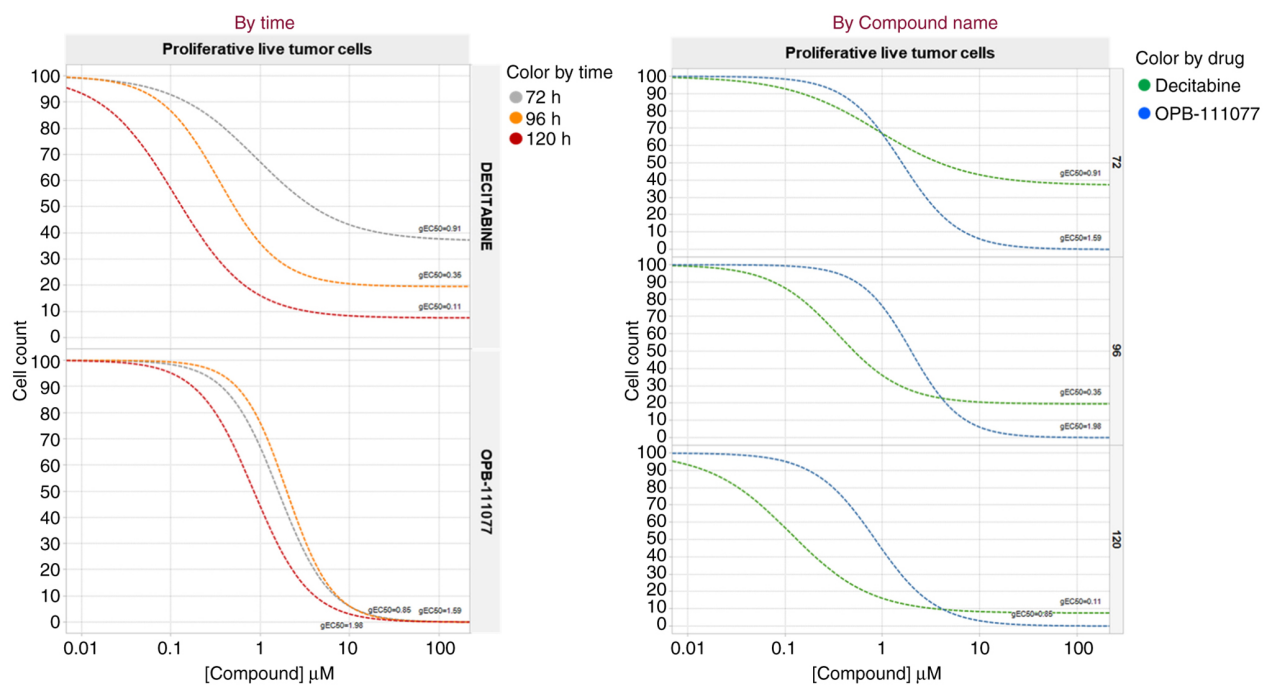 By time
Proliferative live tumor cells
100
90
80
70
60
50
40
30
20
10
0
gEC50=0.91
gEC50=0.35
gEC50=0.11
DECITABINE
100
90
80
70
60
50
40
30
20
10
0
gEC50=0.85
gEC50=1.59
gEC50=1.98
OPB-111077
Cell count
0.01 0.1 1 10 100
[Compound] μM
Color by time
72 h
96 h
120 h
By Compound name
Proliferative live tumor cells
100
90
80
70
60
50
40
30
20
10
0
gEC50=0.91
gEC50=1.59
72
100
90
80
70
60
50
40
30
20
10
0
gEC50=0.35
gEC50=1.98
96
100
90
80
70
60
50
40
30
20
10
0
gEC50=0.11
gEC50=0.85
120
Cell count
0.01 0.1 1 10 100
[Compound] μM
Color by drug
Decitabine
OPB-111077